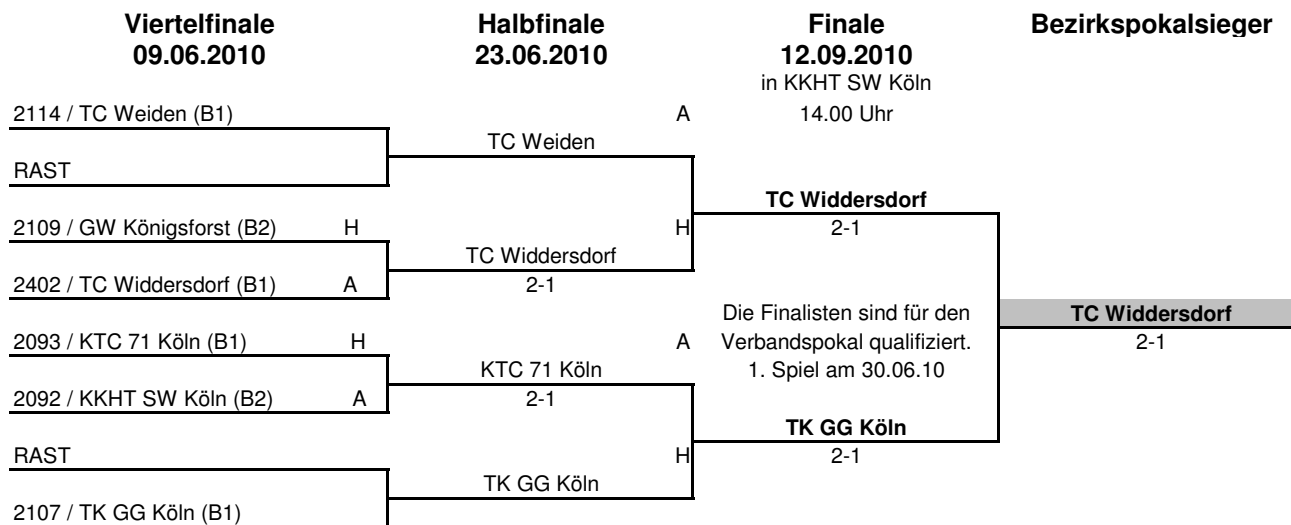 Viertelfinale Halbfinale Finale Bezirkspokalsieger
09.06.2010 23.06.2010 12.09.2010
in KKHT SW Köln
2114 / TC Weiden (B1) A 14.00 Uhr
TC Weiden
RAST
TC Widdersdorf
2109 / GW Königsforst (B2) H H 2-1
TC Widdersdorf
2402 / TC Widdersdorf (B1) A 2-1
Die Finalisten sind für den TC Widdersdorf
2093 / KTC 71 Köln (B1) H A Verbandspokal qualifiziert. 2-1
KTC 71 Köln 1. Spiel am 30.06.10
2092 / KKHT SW Köln (B2) A 2-1
TK GG Köln
RAST H 2-1
TK GG Köln
2107 / TK GG Köln (B1)